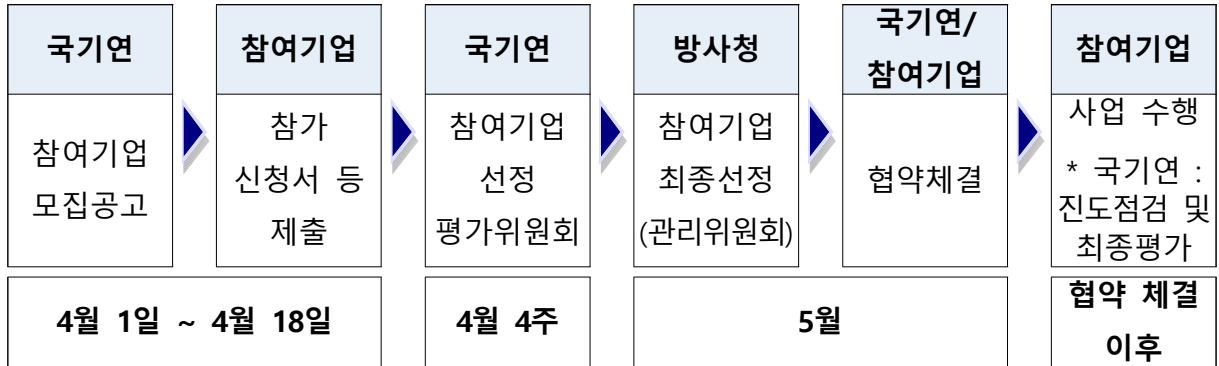 국기연
참여기업
모집공고
참여기업
참가
신청서 등
제출
국기연
참여기업
선정
평가위원회
방사청
참여기업
최종선정
(관리위원회)
국기연/
참여기업
협약체결
참여기업
사업 수행
* 국기연 :
진도점검 및
최종평가
4월 1일 ~ 4월 18일
4월 4주
5월
협약 체결
이후